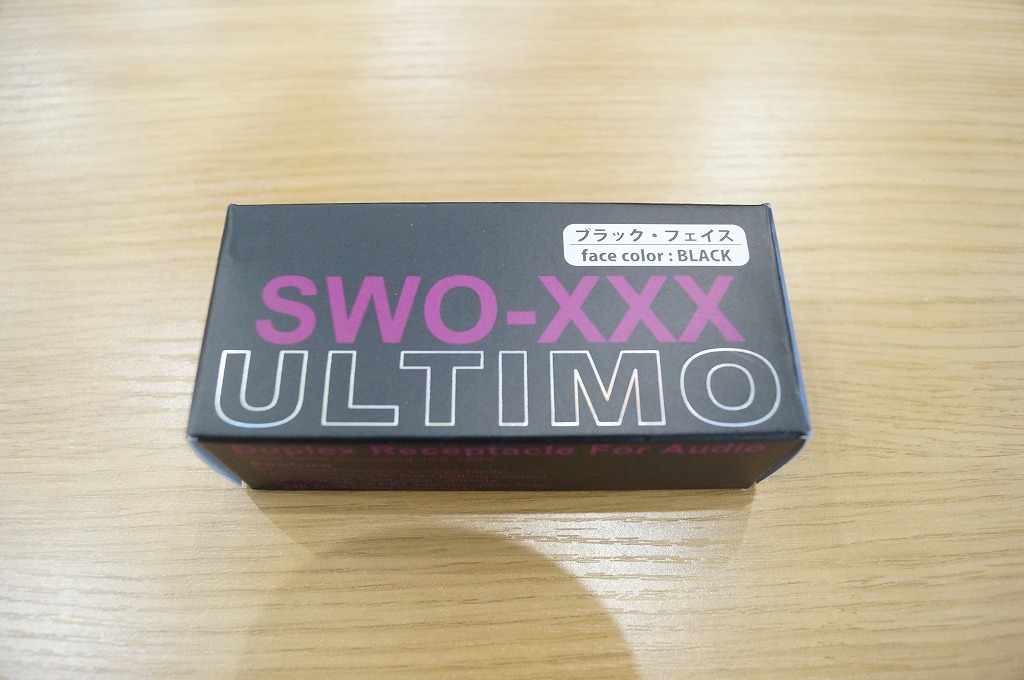 ブラック・フェイス
face color : BLACK
SWO-XXX
ULTIMO
Duplex Receptacle For Audio